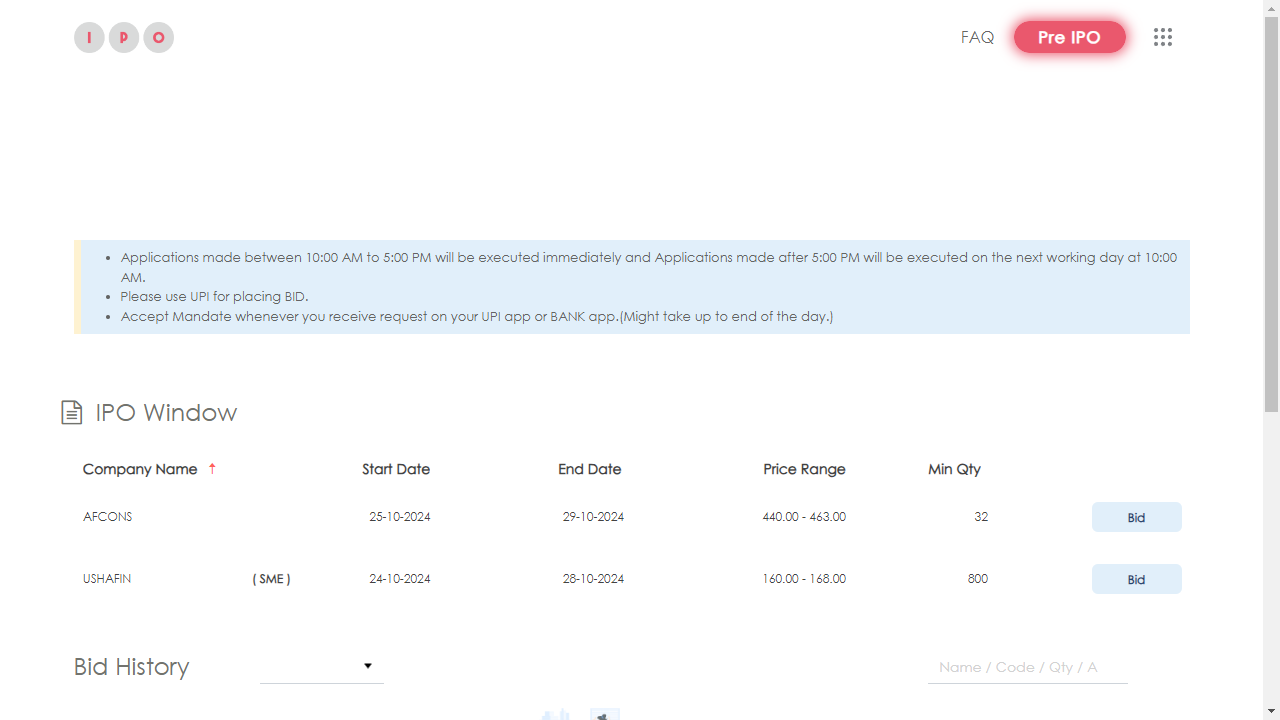 I P O
FAQ
Pre IPO
Applications made between 10:00 AM to 5:00 PM will be executed immediately and Applications made after 5:00 PM will be executed on the next working day at 10:00
AM.
Please use UPI for placing BID.
Accept Mandate whenever you receive request on your UPI app or BANK app.(Might take up to end of the day.)
IPO Window
Company Name Start Date End Date Price Range Min Qty
AFCONS 25-10-2024 29-10-2024 440.00 - 463.00 32 Bid
USHAFIN ( SME ) 24-10-2024 28-10-2024 160.00 - 168.00 800 Bid
Bid History
Name / Code / Qty / A